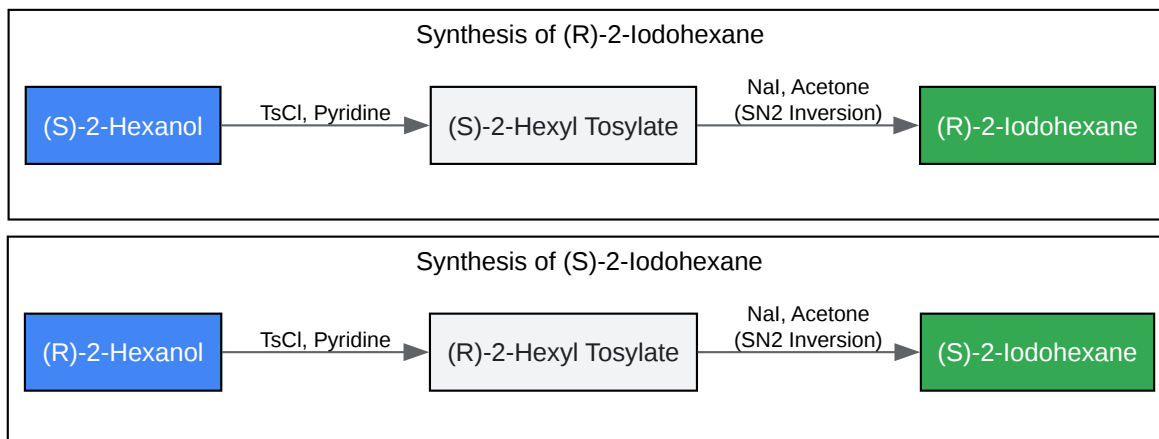 Synthesis of (R)-2-Iodohexane
(S)-2-Hexanol
TsCl, Pyridine
(S)-2-Hexyl Tosylate
NaI, Acetone
(SN2 Inversion)
(R)-2-Iodohexane
Synthesis of (S)-2-Iodohexane
(R)-2-Hexanol
TsCl, Pyridine
(R)-2-Hexyl Tosylate
NaI, Acetone
(SN2 Inversion)
(S)-2-Iodohexane